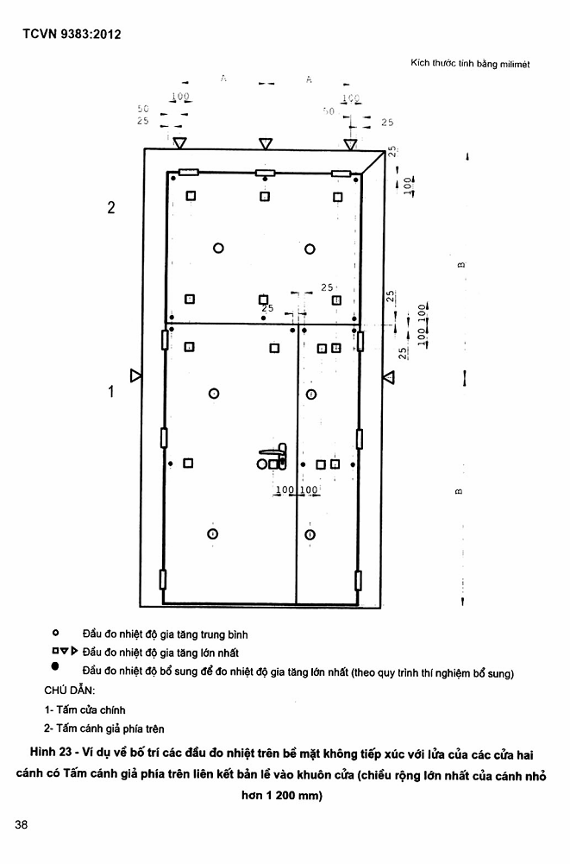 TCVN 9383:2012
Kích thước tính bằng milimét
A A
100 100
50 50
25 25
25
100
2
B
25
25
25
100 100
100
25
1
B
100 100
Đầu đo nhiệt độ gia tăng trung bình
Đầu đo nhiệt độ gia tăng lớn nhất
Đầu đo nhiệt độ bổ sung để đo nhiệt độ gia tăng lớn nhất (theo quy trình thí nghiệm bổ sung)
CHÚ DẪN:
1- Tấm cửa chính
2- Tấm cánh giả phía trên
Hình 23 - Ví dụ về bố trí các đầu đo nhiệt trên bề mặt không tiếp xúc với lửa của các cửa hai
cánh có Tấm cánh giả phía trên liên kết bản lề vào khuôn cửa (chiều rộng lớn nhất của cánh nhỏ
hơn 1 200 mm)
38